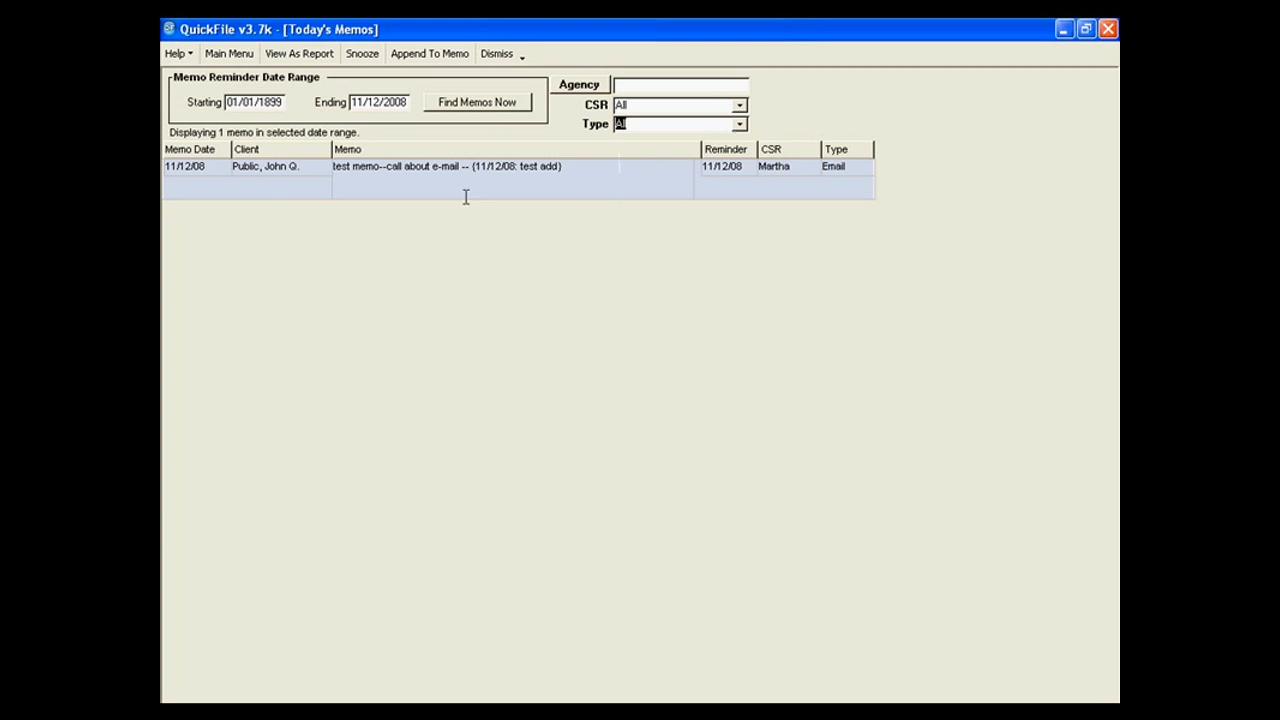 QuickFile v3.7k - [Today's Memos]
Help Main Menu View As Report Snooze Append To Memo Dismiss
Memo Reminder Date Range
Starting 01/01/1899 Ending 11/12/2008 Find Memos Now
Agency
CSR All
Type All
Displaying 1 memo in selected date range.
Memo Date Client Memo Reminder CSR Type
11/12/08 Public, John Q. test memo--call about e-mail -- {11/12/08: test add} 11/12/08 Martha Email